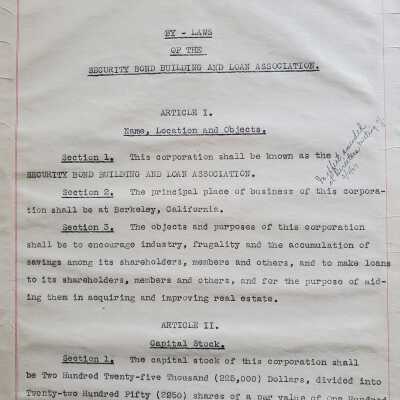 BY - LAWS
OF THE
SECURITY BOND BUILDING AND LOAN ASSOCIATION.
ARTICLE I.
Name, Location and Objects.
Section 1. This corporation shall be known as the
SECURITY BOND BUILDING AND LOAN ASSOCIATION.
Section 2. The principal place of business of this corpora-
tion shall be at Berkeley, California.
Section 3. The objects and purposes of this corporation
shall be to encourage industry, frugality and the accumulation of
savings among its shareholders, members and others, and to make loans
to its shareholders, members and others, and for the purpose of aid-
ing them in acquiring and improving real estate.
ARTICLE II.
Capital Stock.
Section 1. The capital stock of this corporation shall
be Two Hundred Twenty-five Thousand (225,000) Dollars, divided into
Twenty-two Hundred Fifty (2250) shares of a par value of One Hundred